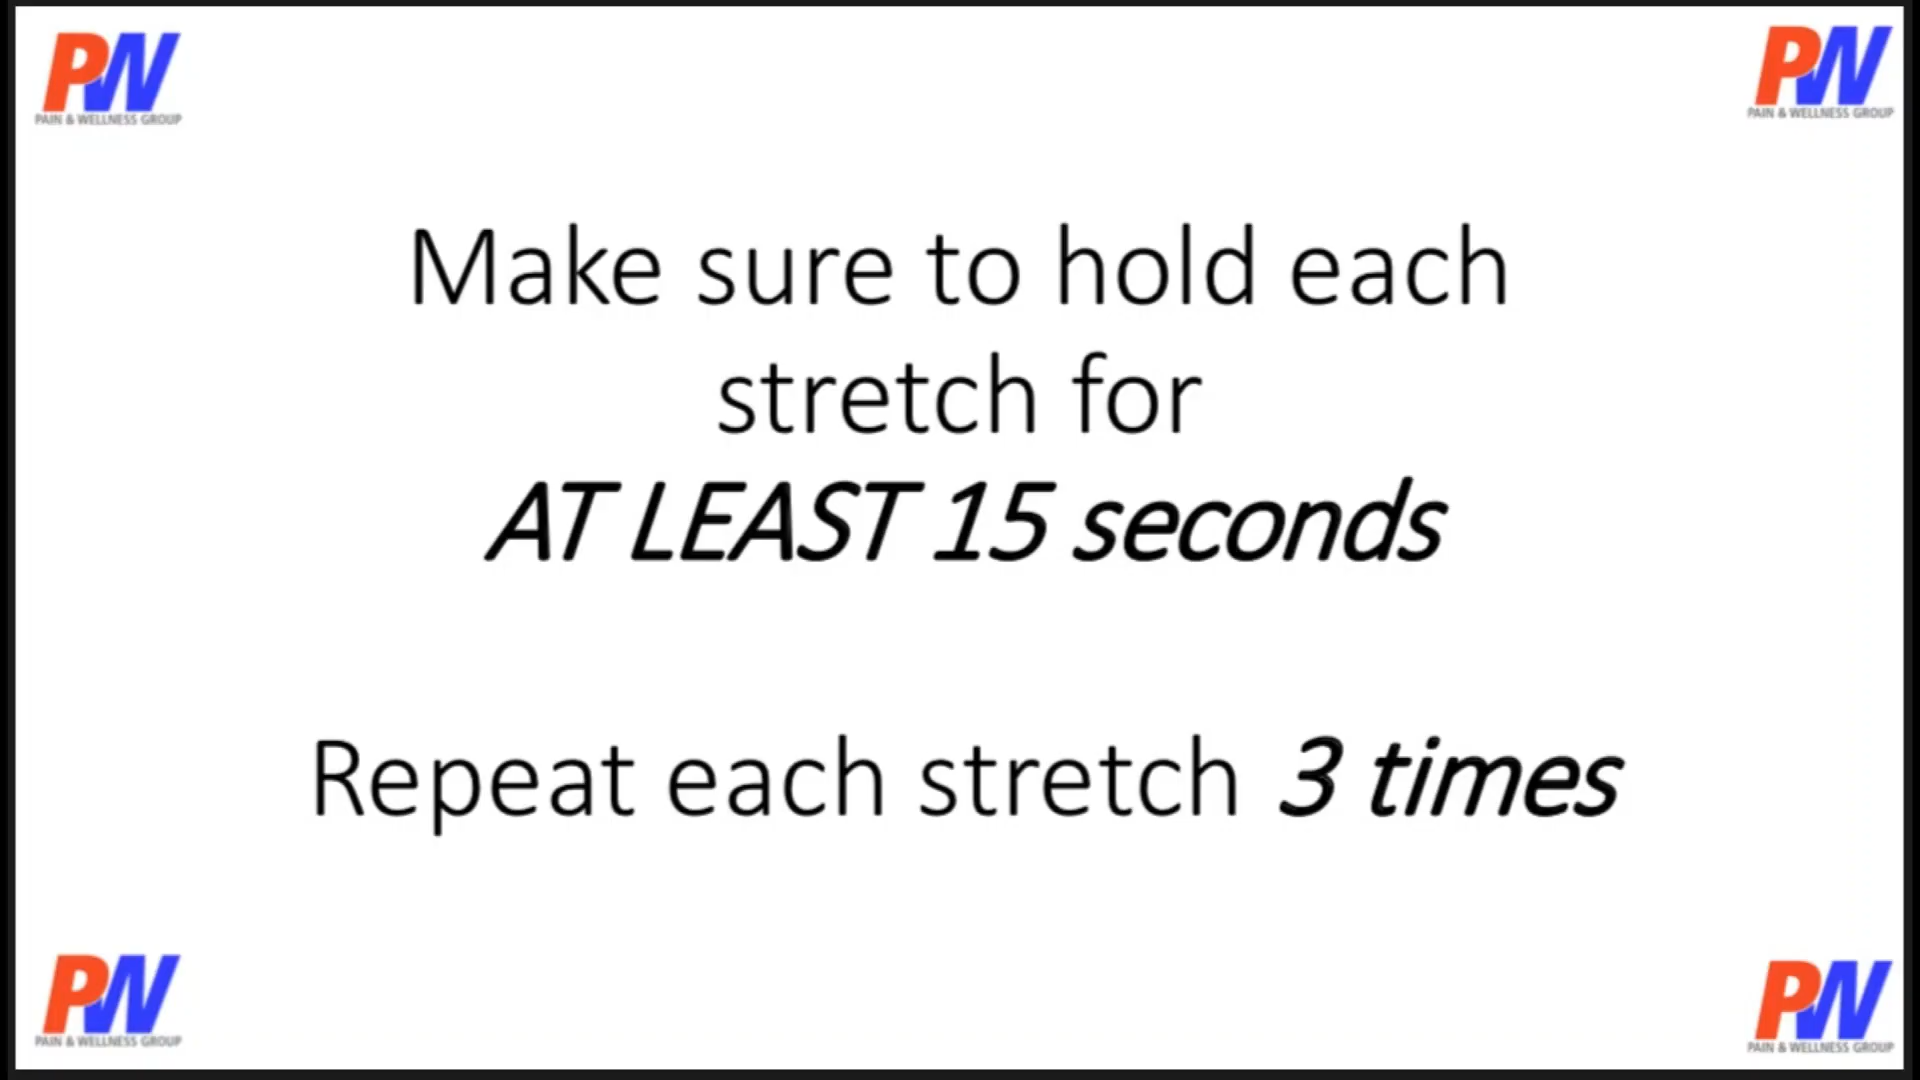 PW
PAIN & WELLNESS GROUP
PW
PAIN & WELLNESS GROUP
Make sure to hold each
stretch for
AT LEAST 15 seconds
Repeat each stretch 3 times
PW
PAIN & WELLNESS GROUP
PW
PAIN & WELLNESS GROUP